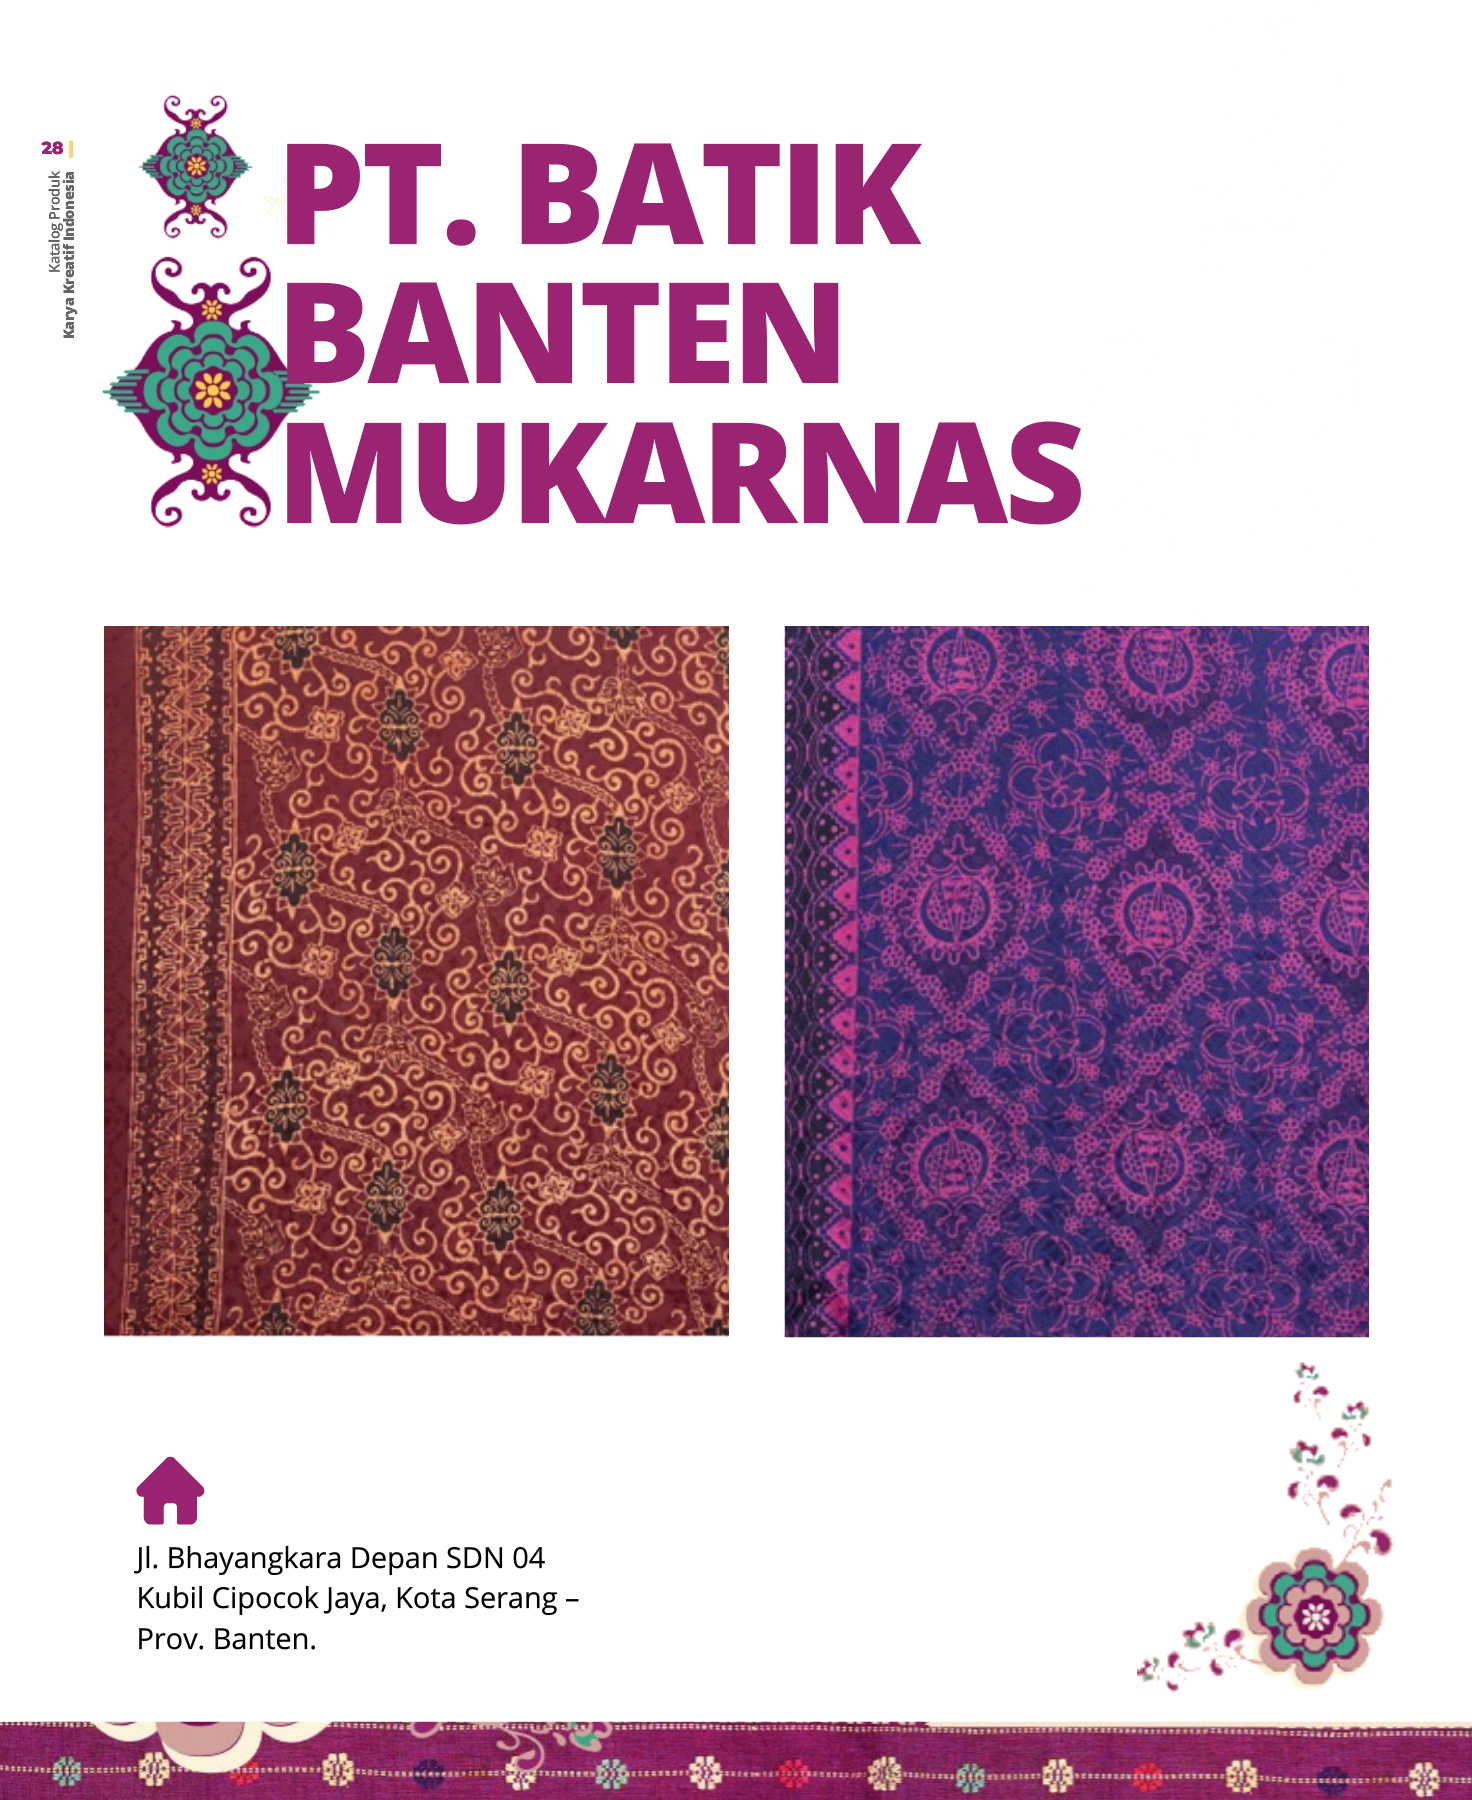 28
Katalog Produk
Karya Kreatif Indonesia
PT. BATIK
BANTEN
MUKARNAS
Jl. Bhayangkara Depan SDN 04
Kubil Cipocok Jaya, Kota Serang –
Prov. Banten.